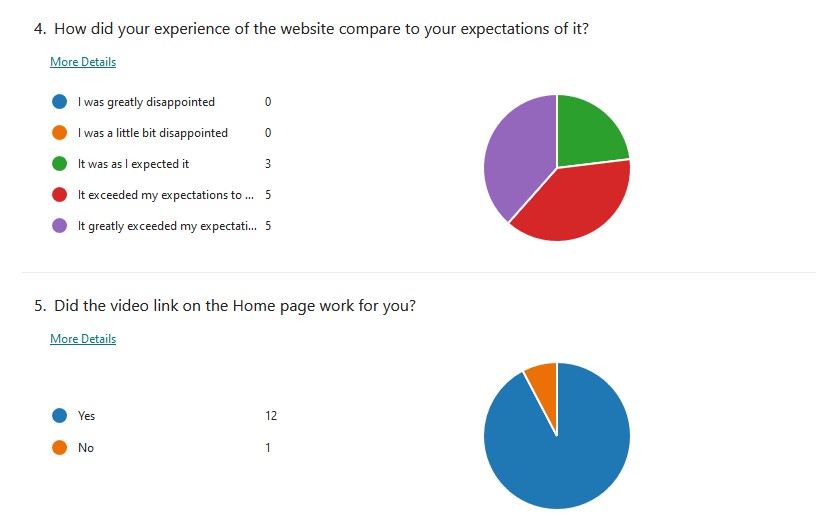 4. How did your experience of the website compare to your expectations of it?
More Details
I was greatly disappointed 0
I was a little bit disappointed 0
It was as I expected it 3
It exceeded my expectations to ... 5
It greatly exceeded my expectati... 5
5. Did the video link on the Home page work for you?
More Details
Yes 12
No 1